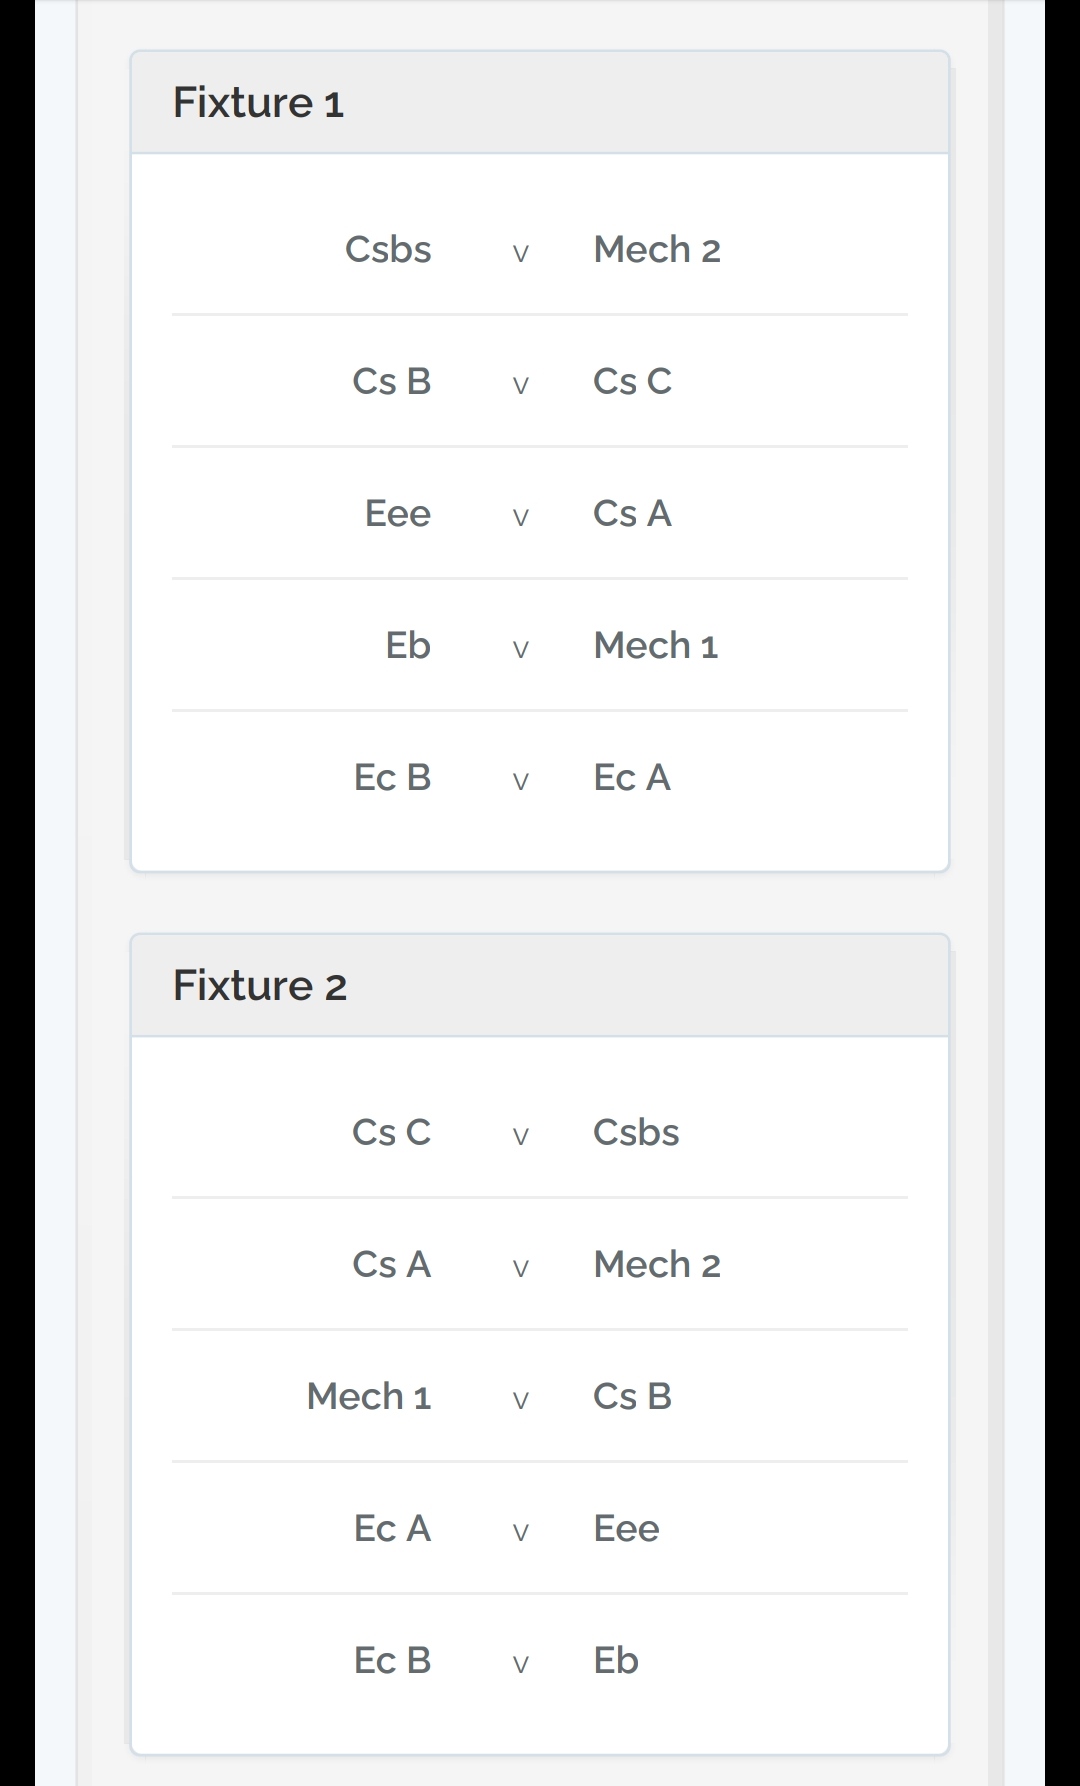 Fixture 1
Csbs v Mech 2
Cs B v Cs C
Eee v Cs A
Eb v Mech 1
Ec B v Ec A
Fixture 2
Cs C v Csbs
Cs A v Mech 2
Mech 1 v Cs B
Ec A v Eee
Ec B v Eb